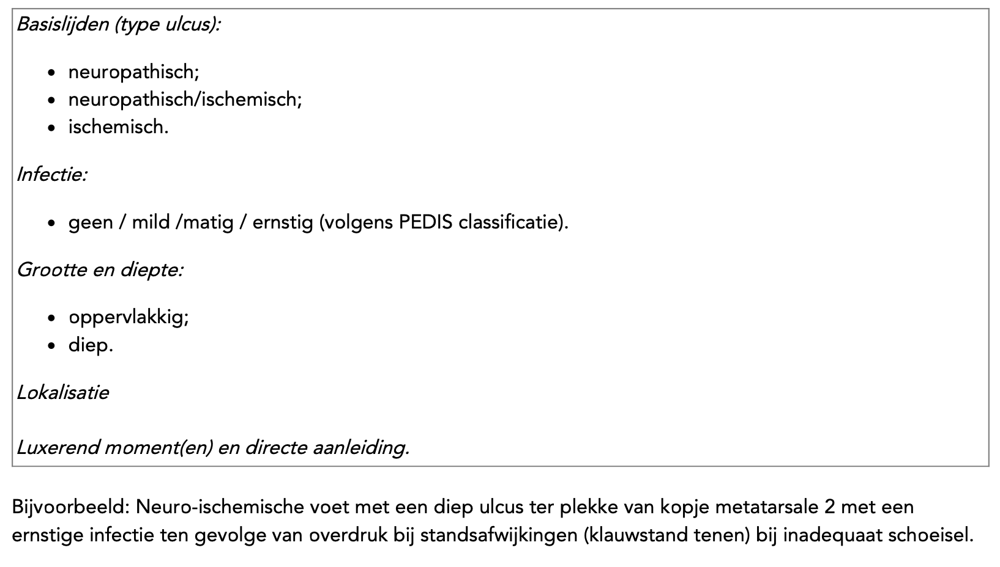 Basislijden (type ulcus):
• neuropathisch;
• neuropathisch/ischemisch;
• ischemisch.
Infectie:
• geen / mild /matig / ernstig (volgens PEDIS classificatie).
Grootte en diepte:
• oppervlakkig;
• diep.
Lokalisatie
Luxerend moment(en) en directe aanleiding.
Bijvoorbeeld: Neuro-ischemische voet met een diep ulcus ter plekke van kopje metatarsale 2 met een
ernstige infectie ten gevolge van overdruk bij standsafwijkingen (klauwstand tenen) bij inadequaat schoeisel.